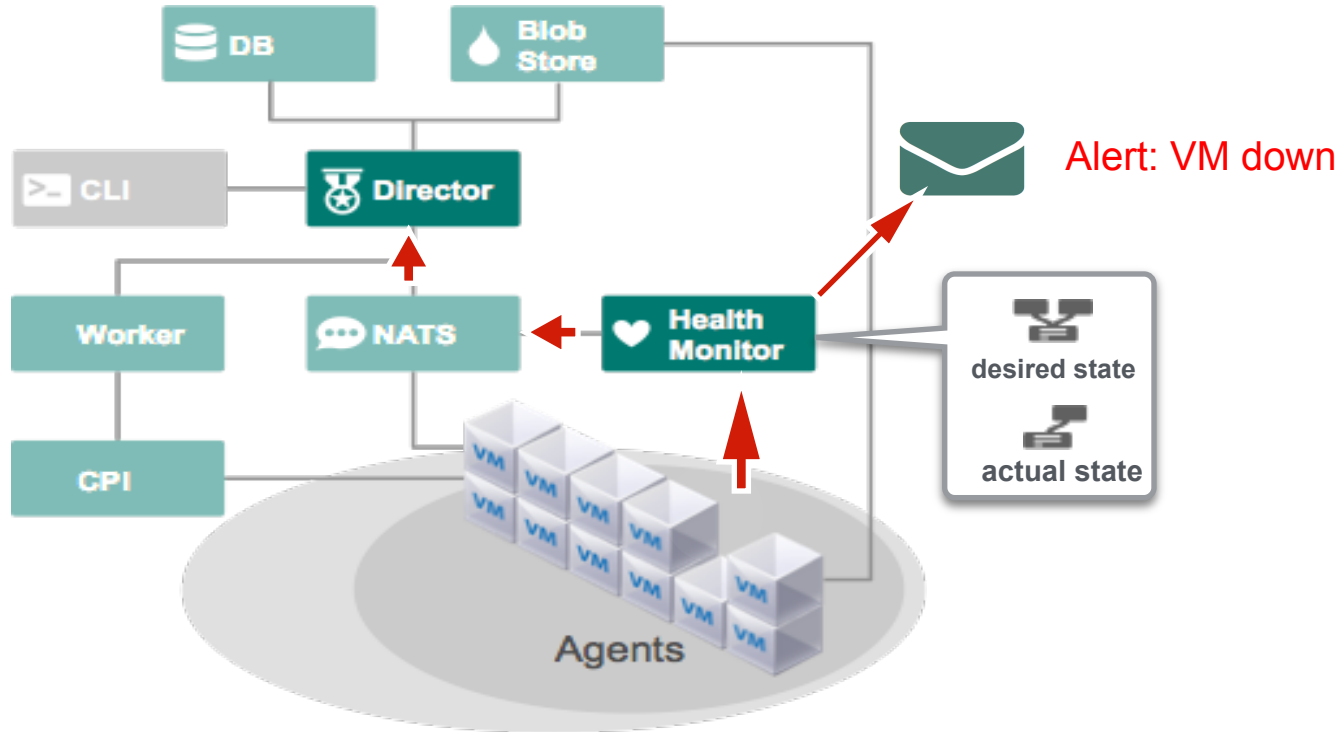 DB
Blob
Store
Alert: VM down
>_ CLI
Director
Worker
NATS
Health
Monitor
desired state
actual state
CPI
VM
VM
VM
VM
VM
VM
VM
VM
VM
VM
VM
Agents